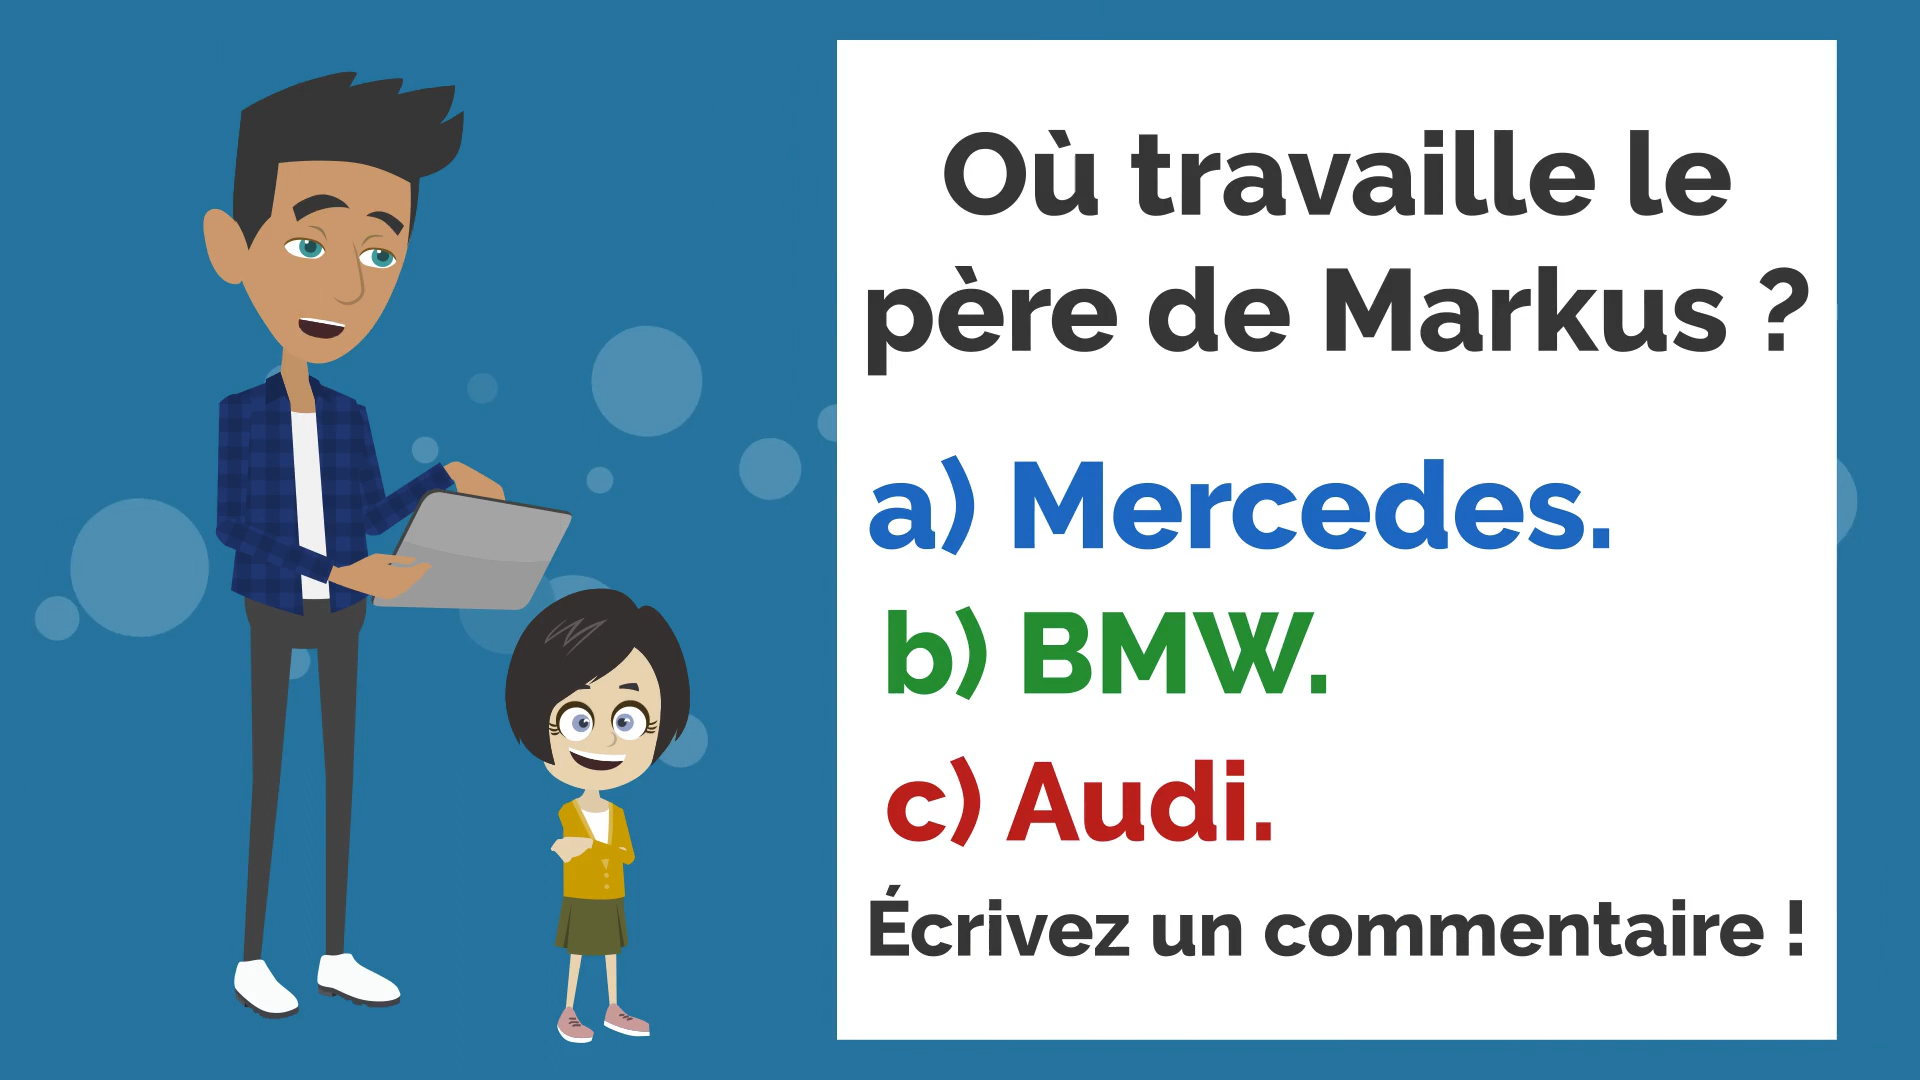 Où travaille le
père de Markus ?
a) Mercedes.
b) BMW.
c) Audi.
Écrivez un commentaire !